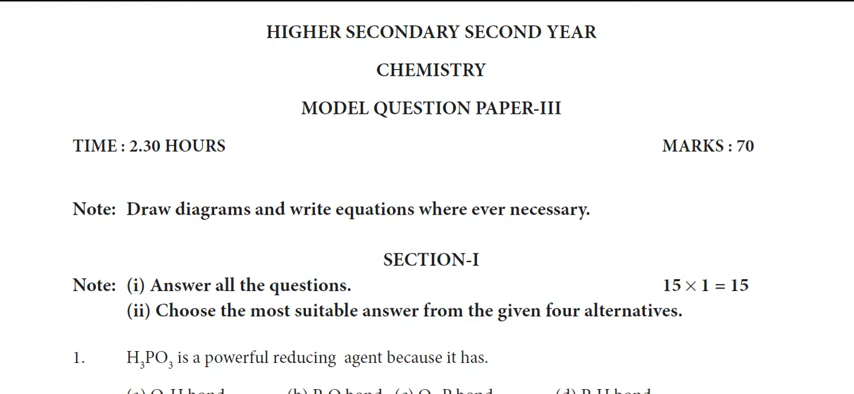 HIGHER SECONDARY SECOND YEAR
CHEMISTRY
MODEL QUESTION PAPER-III
TIME : 2.30 HOURS MARKS : 70
Note: Draw diagrams and write equations where ever necessary.
SECTION-I
Note: (i) Answer all the questions. 15 × 1 = 15
(ii) Choose the most suitable answer from the given four alternatives.
1. H₃PO₃ is a powerful reducing agent because it has.